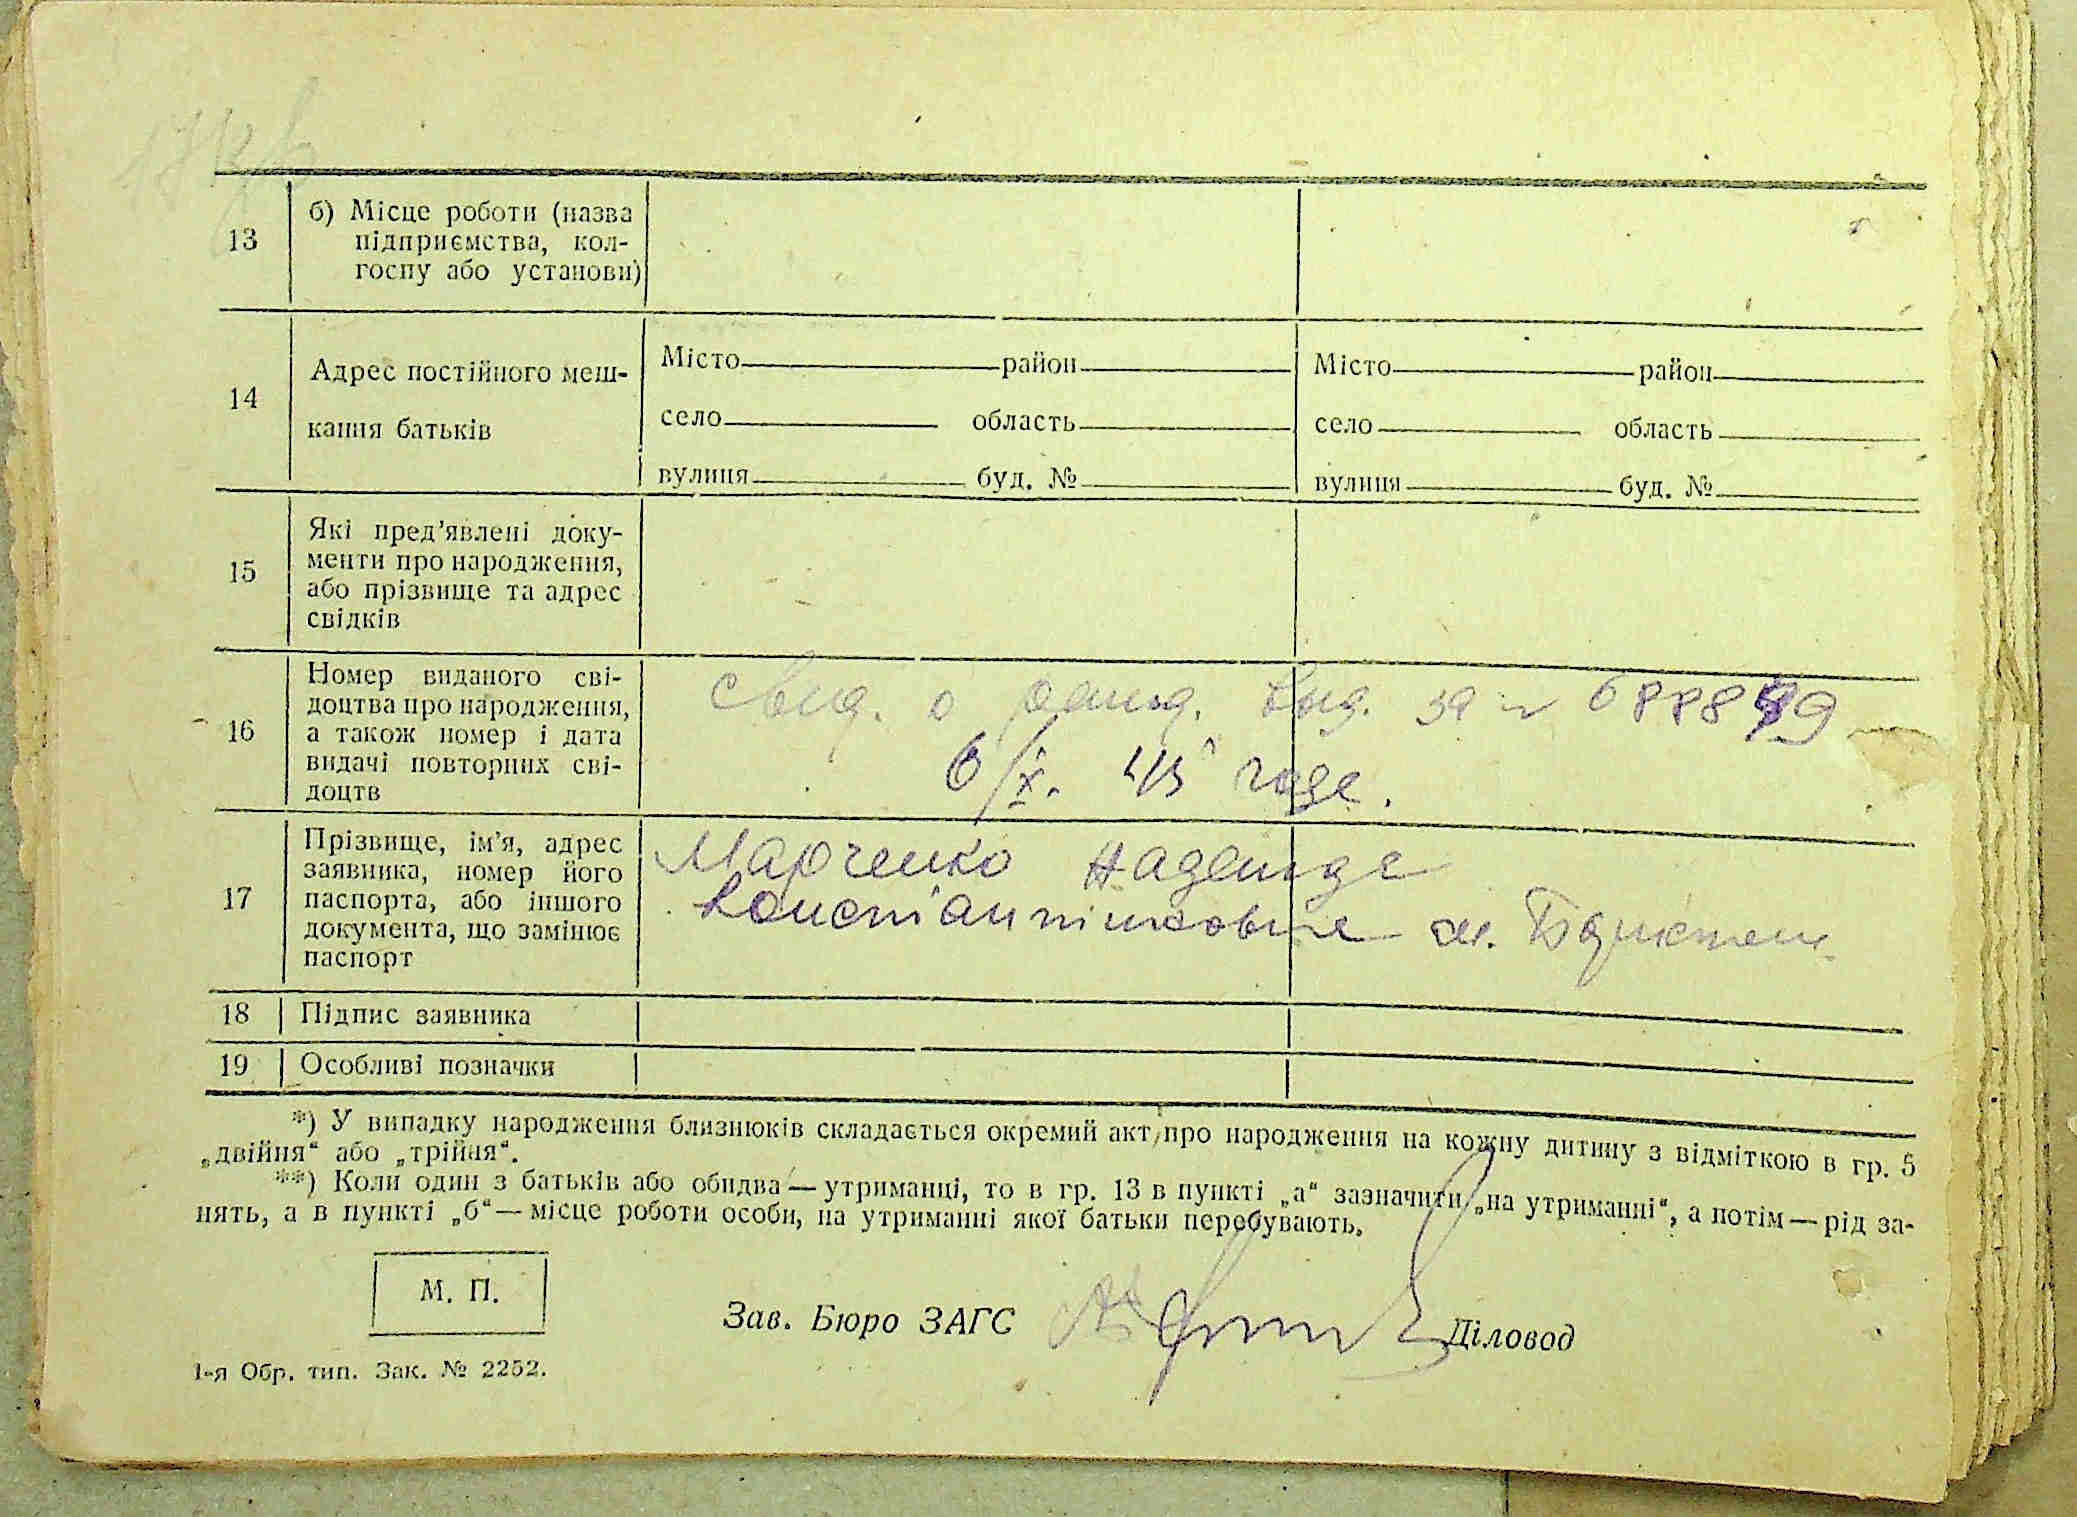 13
б) Місце роботи (назва
підприємства, кол-
госпу або установи)
14
Адрес постійного меш-
кання батьків
Місто район
село область
вулиця буд. №
Місто район
село область
вулиця буд. №
15
Які пред'явлені доку-
менти про народження,
або прізвище та адрес
свідків
16
Номер виданого сві-
доцтва про народження,
а також номер і дата
видачі повторних сві-
доцтв
Свид. о рожд. выд. за №
6/X. 45 года.
17
Прізвище, ім'я, адрес
заявника, номер його
паспорта, або іншого
документа, що замінює
паспорт
Марченко Надежда
Константиновна
18 Підпис заявника
19 Особливі позначки
*) У випадку народження близнюків складається окремий акт про народження на кожну дитину з відміткою в гр. 5
„двійня“ або „трійня“.
**) Коли один з батьків або обидва — утриманці, то в гр. 13 в пункті „а“ зазначити „на утриманні“, а потім — рід за-
нять, а в пункті „б“ — місце роботи особи, на утриманні якої батьки перебувають.
М. П.
Зав. Бюро ЗАГС
Діловод
1-я Обр. тип. Зак. № 2252.